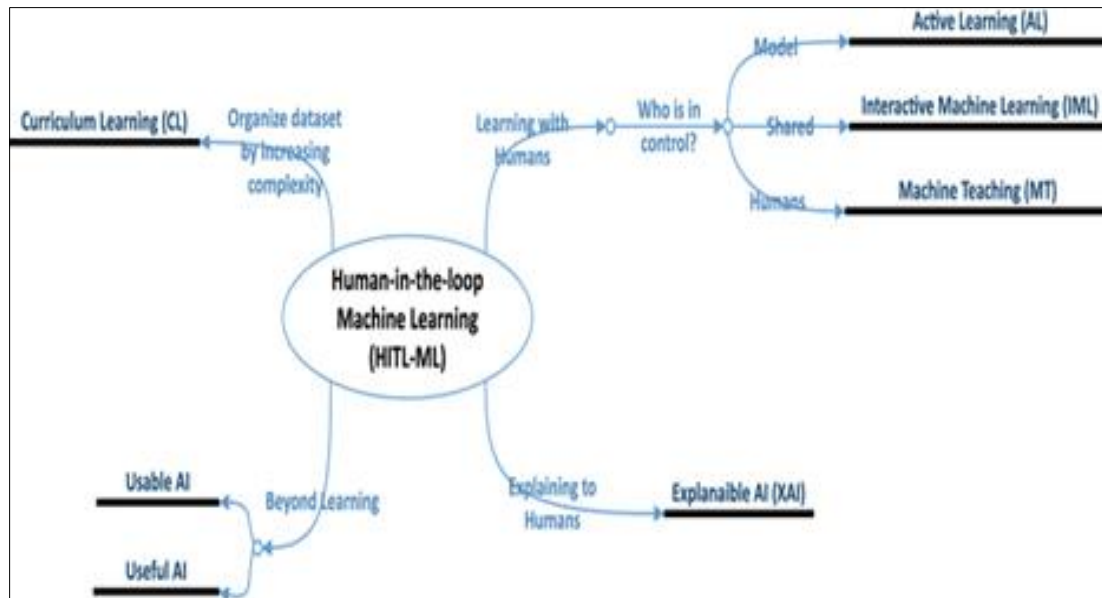 Active Learning (AL)
Model
Curriculum Learning (CL)
Organize dataset
by increasing
complexity
Learning with
Humans
Who is in
control?
Shared
Interactive Machine Learning (IML)
Humans
Machine Teaching (MT)
Human-in-the-loop
Machine Learning
(HITL-ML)
Usable AI
Beyond Learning
Useful AI
Explaining to
Humans
Explanaible AI (XAI)